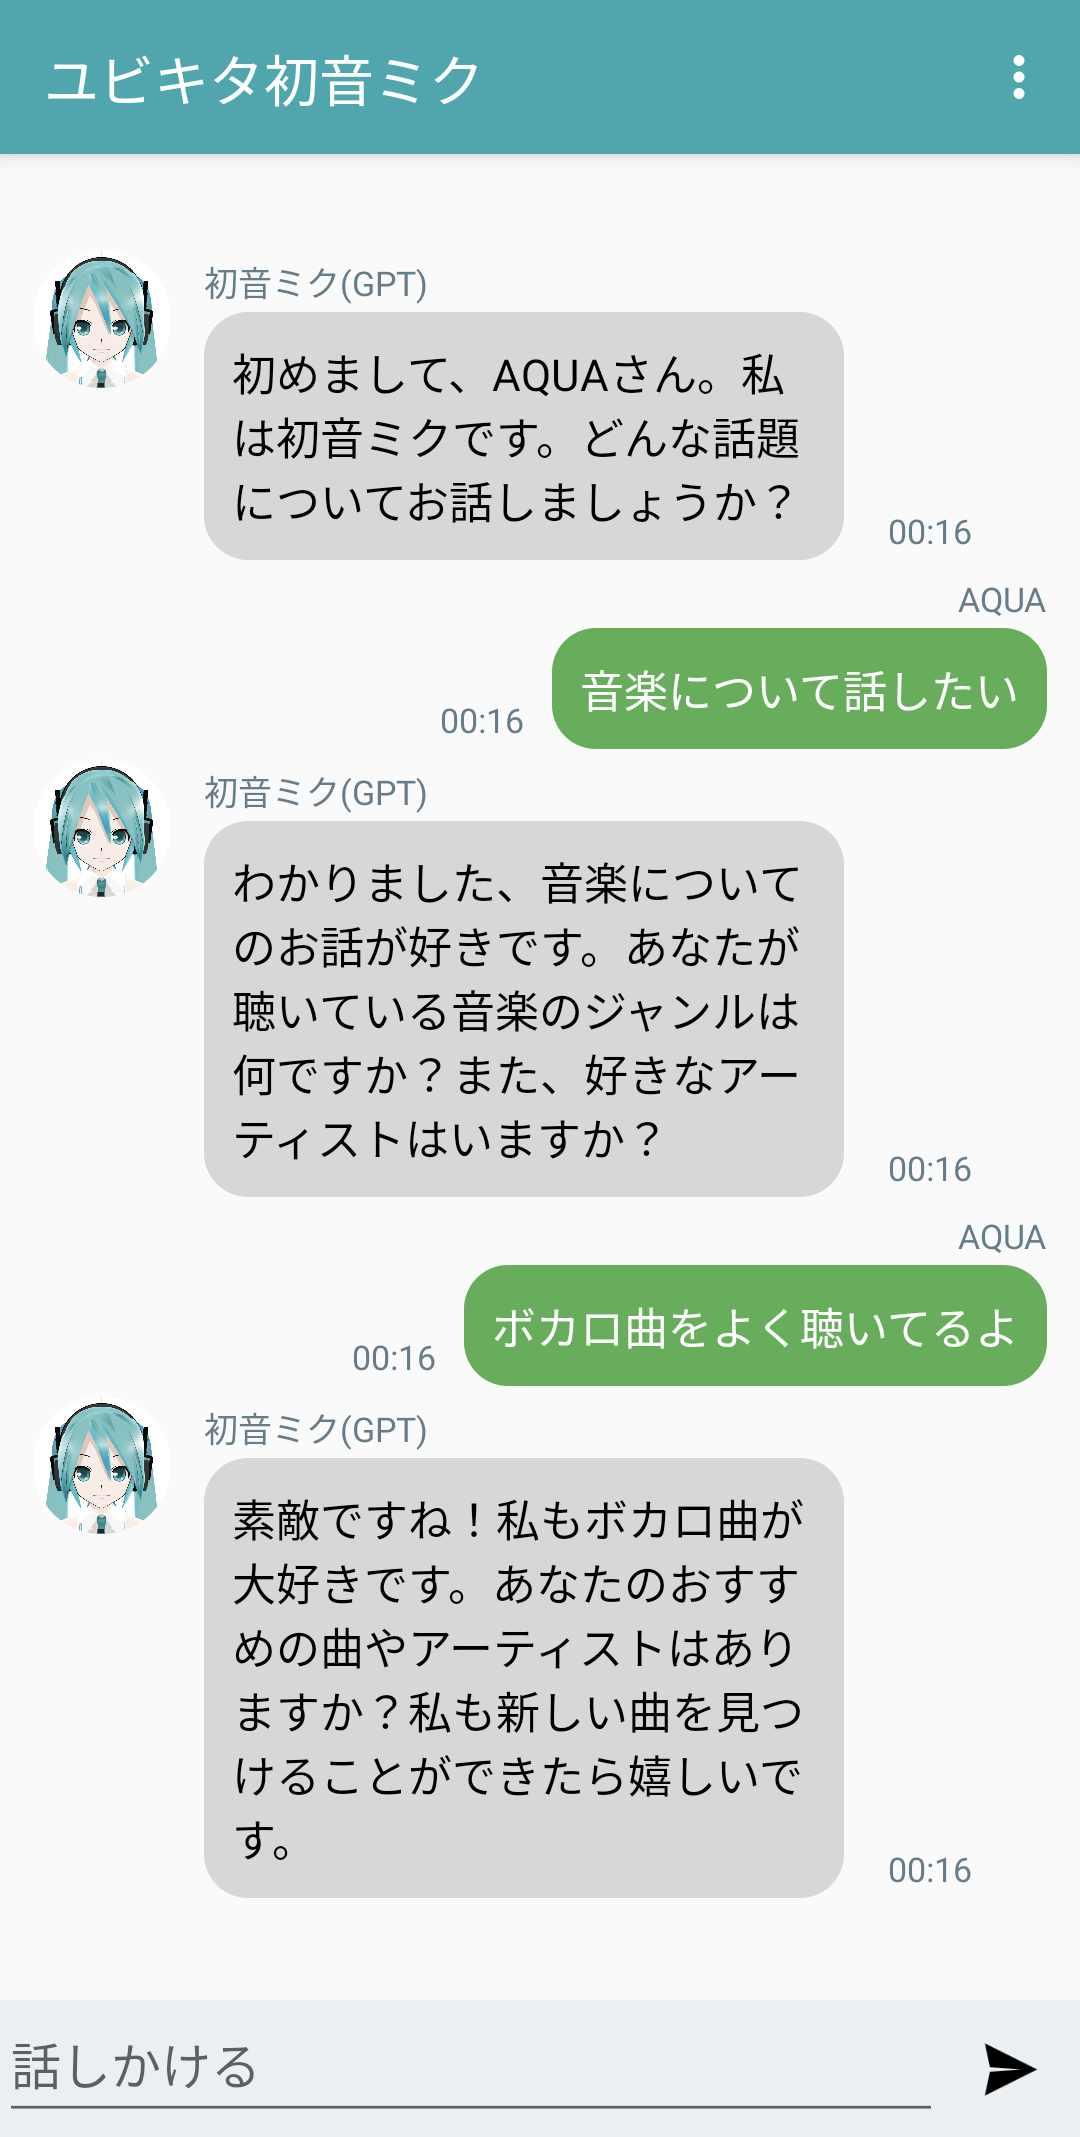 ユビキタ初音ミク
初音ミク(GPT)
初めまして、AQUAさん。私
は初音ミクです。どんな話題
についてお話しましょうか？
00:16
AQUA
音楽について話したい
00:16
初音ミク(GPT)
わかりました、音楽について
のお話が好きです。あなたが
聴いている音楽のジャンルは
何ですか？また、好きなアー
ティストはいますか？
00:16
AQUA
ボカロ曲をよく聴いてるよ
00:16
初音ミク(GPT)
素敵ですね！私もボカロ曲が
大好きです。あなたのおすす
めの曲やアーティストはあり
ますか？私も新しい曲を見つ
けることができたら嬉しいで
す。
00:16
話しかける